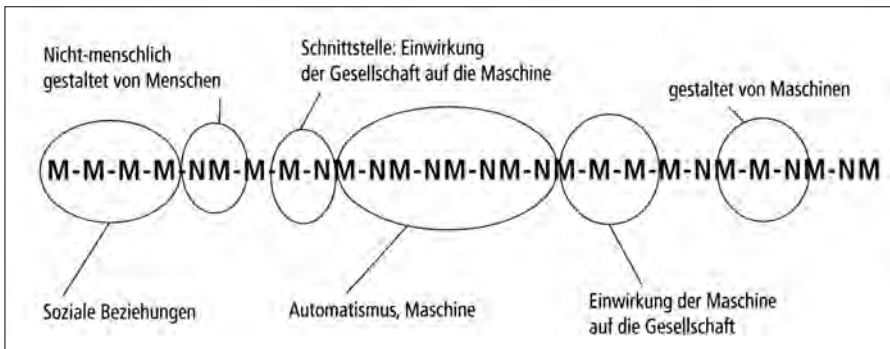 Nicht-menschlich
gestaltet von Menschen
Schnittstelle: Einwirkung
der Gesellschaft auf die Maschine
gestaltet von Maschinen
M-M-M-M-NM-M-M-NM-NM-NM-NM-NM-M-M-M-NM-M-NM-NM
Soziale Beziehungen
Automatismus, Maschine
Einwirkung der Maschine
auf die Gesellschaft